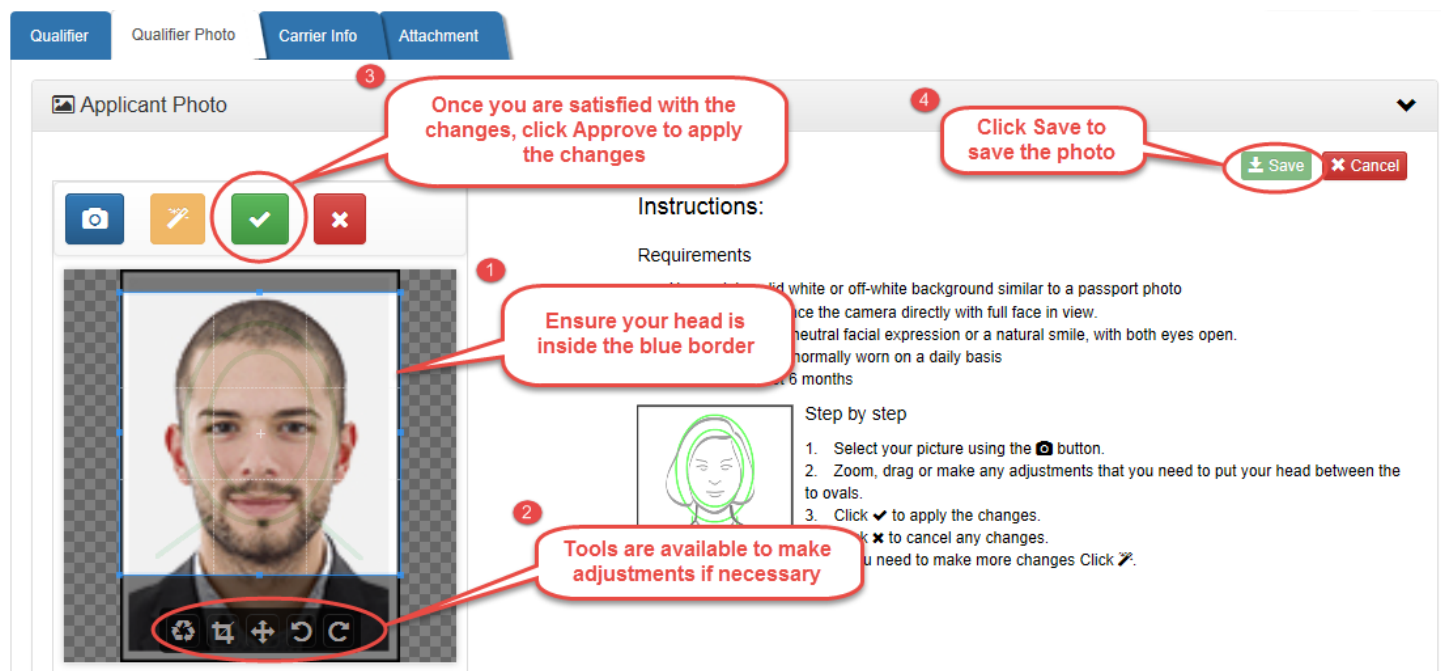 Qualifier
Qualifier Photo
Carrier Info
Attachment
3
Applicant Photo
Once you are satisfied with the
changes, click Approve to apply
the changes
4
Click Save to
save the photo
Save
Cancel
Instructions:
Requirements
1
white or off-white background similar to a passport photo
the camera directly with full face in view.
neutral facial expression or a natural smile, with both eyes open.
normally worn on a daily basis
6 months
Ensure your head is
inside the blue border
Step by step
1. Select your picture using the button.
2. Zoom, drag or make any adjustments that you need to put your head between the
to ovals.
3. Click to apply the changes.
to cancel any changes.
need to make more changes Click .
2
Tools are available to make
adjustments if necessary